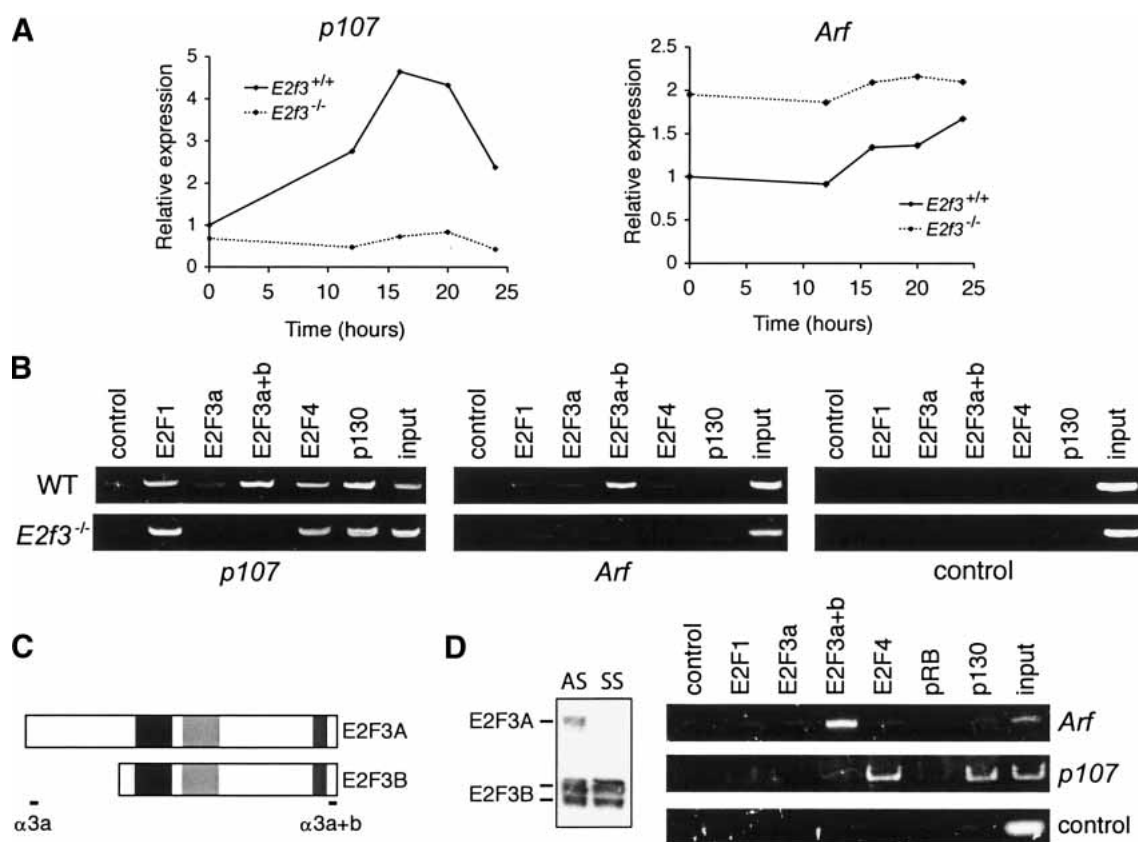 A
p107
Relative expression
5
4
3
2
1
0
E2f3+/+
E2f3-/-
0 5 10 15 20 25
Time (hours)
Arf
Relative expression
2.5
2
1.5
1
0.5
0
E2f3+/+
E2f3-/-
0 5 10 15 20 25
Time (hours)
B
control E2F1 E2F3a E2F3a+b E2F4 p130 input
control E2F1 E2F3a E2F3a+b E2F4 p130 input
control E2F1 E2F3a E2F3a+b E2F4 p130 input
WT
E2f3-/-
p107 Arf control
C
E2F3A
E2F3B
α3a α3a+b
D
AS SS
E2F3A
E2F3B
control E2F1 E2F3a E2F3a+b E2F4 pRB p130 input
Arf
p107
control